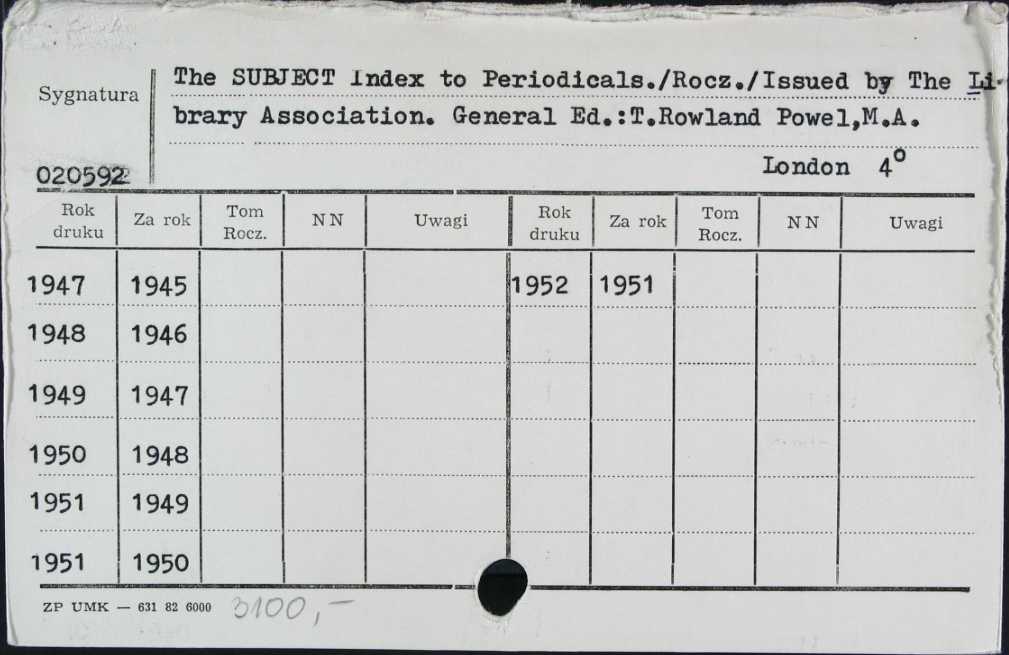 The SUBJECT Index to Periodicals./Rocz./Issued by The Li-
Sygnatura
brary Association. General Ed.:T.Rowland Powel,M.A.
London 4°
020592
Rok druku Za rok Tom Rocz. NN Uwagi Rok druku Za rok Tom Rocz. NN Uwagi
1947 1945 1952 1951
1948 1946
1949 1947
1950 1948
1951 1949
1951 1950
ZP UMK — 631 82 6000 3100,-